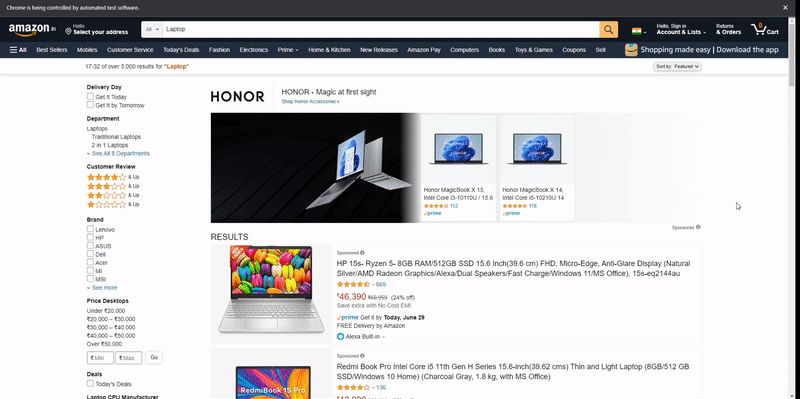 Chrome is being controlled by automated test software.
amazon.in
Hello
Select your address
All
Laptop
Hello, Sign in
Account & Lists
Returns
& Orders
0
Cart
All
Best Sellers
Mobiles
Customer Service
Today's Deals
Fashion
Electronics
Prime
Home & Kitchen
New Releases
Amazon Pay
Computers
Books
Toys & Games
Coupons
Sell
Shopping made easy | Download the app
17-32 of over 5,000 results for "Laptop"
Sort by: Featured
Delivery Day
Get It Today
Get It by Tomorrow
Department
Laptops
Traditional Laptops
2 in 1 Laptops
See All 8 Departments
Customer Review
& Up
& Up
& Up
& Up
Brand
Lenovo
HP
ASUS
Dell
Acer
MI
MSI
See more
Price Desktops
Under ₹20,000
₹20,000 – ₹30,000
₹30,000 – ₹40,000
₹40,000 – ₹50,000
Over ₹50,000
₹ Min
₹ Max
Go
Deals
Today's Deals
Laptop CPU Manufacturer
HONOR
HONOR - Magic at first sight
Shop Honor Accessories
Honor MagicBook X 15,
Intel Core i3-10110U / 15.6
112
prime
Honor MagicBook X 14,
Intel Core i5-10210U 14
118
prime
Sponsored
RESULTS
Sponsored
HP 15s- Ryzen 5- 8GB RAM/512GB SSD 15.6 Inch(39.6 cm) FHD, Micro-Edge, Anti-Glare Display (Natural
Silver/AMD Radeon Graphics/Alexa/Dual Speakers/Fast Charge/Windows 11/MS Office), 15s-eq2144au
669
₹46,390 ₹60,559 (24% off)
Save extra with No Cost EMI
prime Get it by Today, June 29
FREE Delivery by Amazon
Alexa Built-in
Sponsored
Redmi Book Pro Intel Core i5 11th Gen H Series 15.6-inch(39.62 cms) Thin and Light Laptop (8GB/512 GB
SSD/Windows 10 Home) (Charcoal Gray, 1.8 kg, with MS Office)
136
RedmiBook 15 Pro